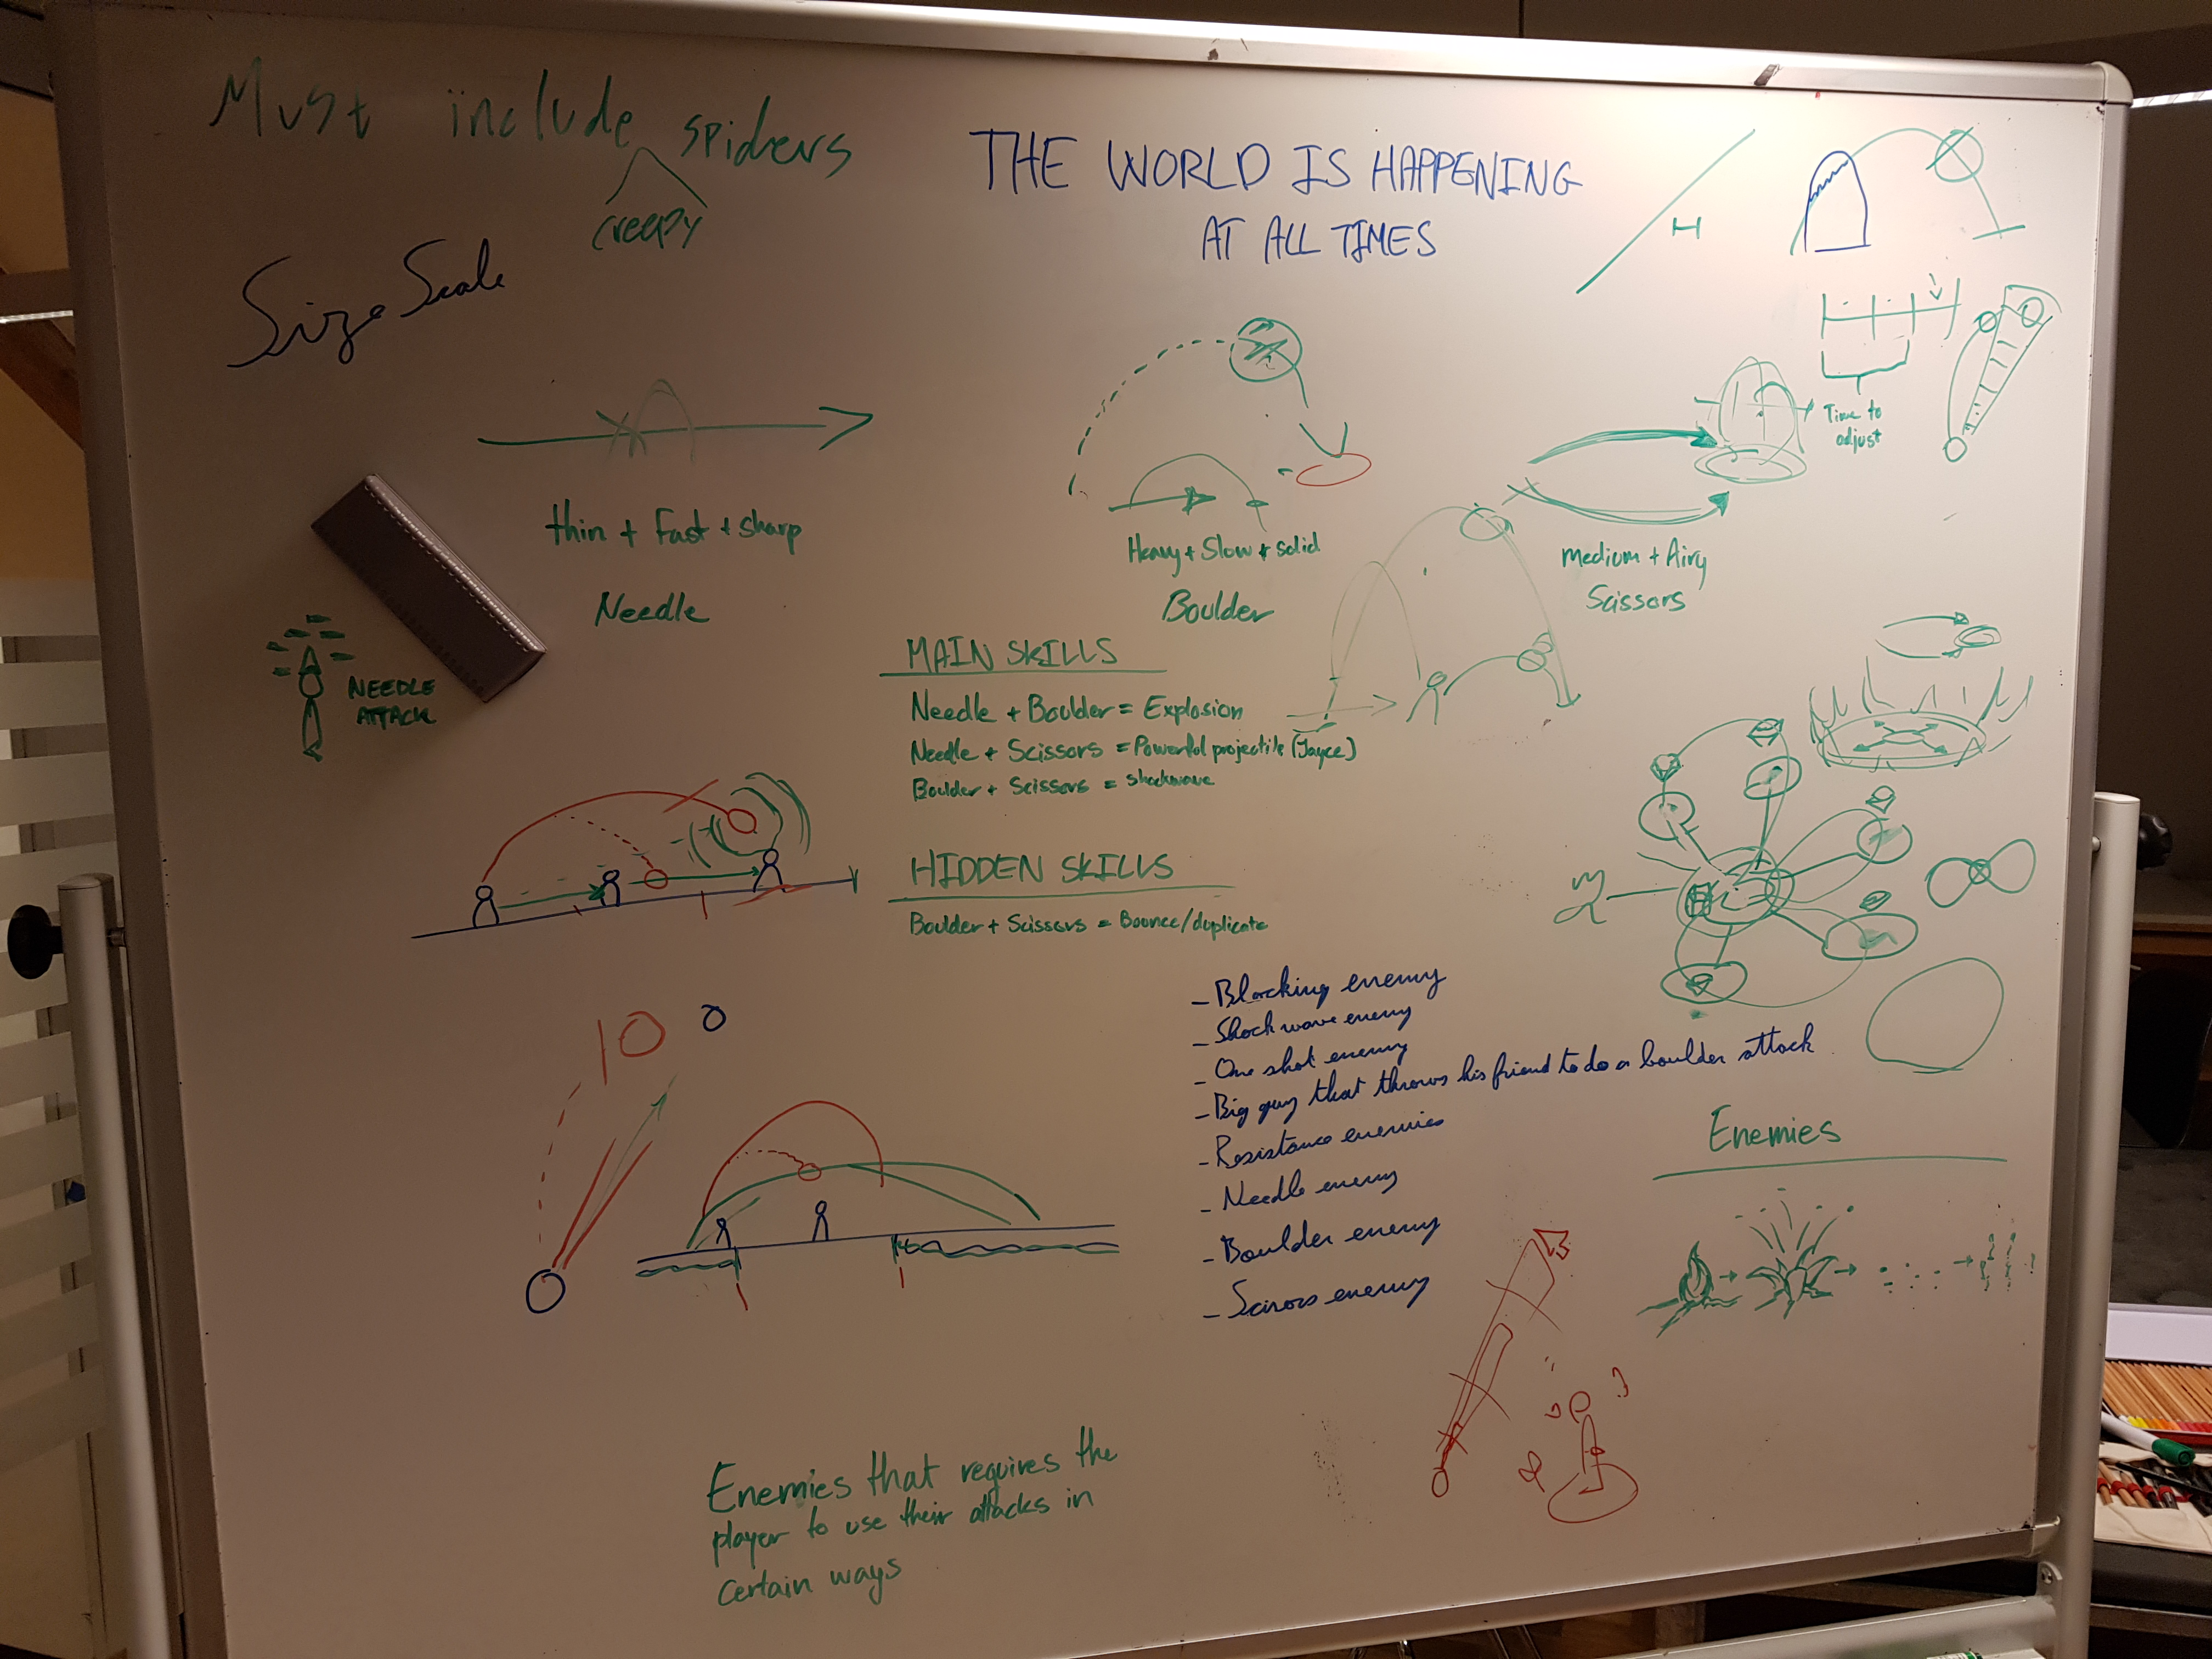 Must include spiders
creepy
THE WORLD IS HAPPENING
AT ALL TIMES
H
Size Scale
Time to
adjust
thin + Fast + sharp
Needle
Heavy + Slow + solid
Boulder
medium + Airy
Scissors
NEEDLE
ATTACK
MAIN SKILLS
Needle + Boulder = Explosion
Needle + Scissors = Powerful projectile (Jayce)
Boulder + Scissors = shockwave
HIDDEN SKILLS
Boulder + Scissors = Bounce/duplicate
- Blocking enemy
- Shock wave enemy
- One shot enemy
- Big guy that throws his friend to do a boulder attack
- Resistance enemies
- Needle enemy
- Boulder enemy
- Scirors enemy
10
Enemies
Enemies that requires the
player to use their attacks in
certain ways